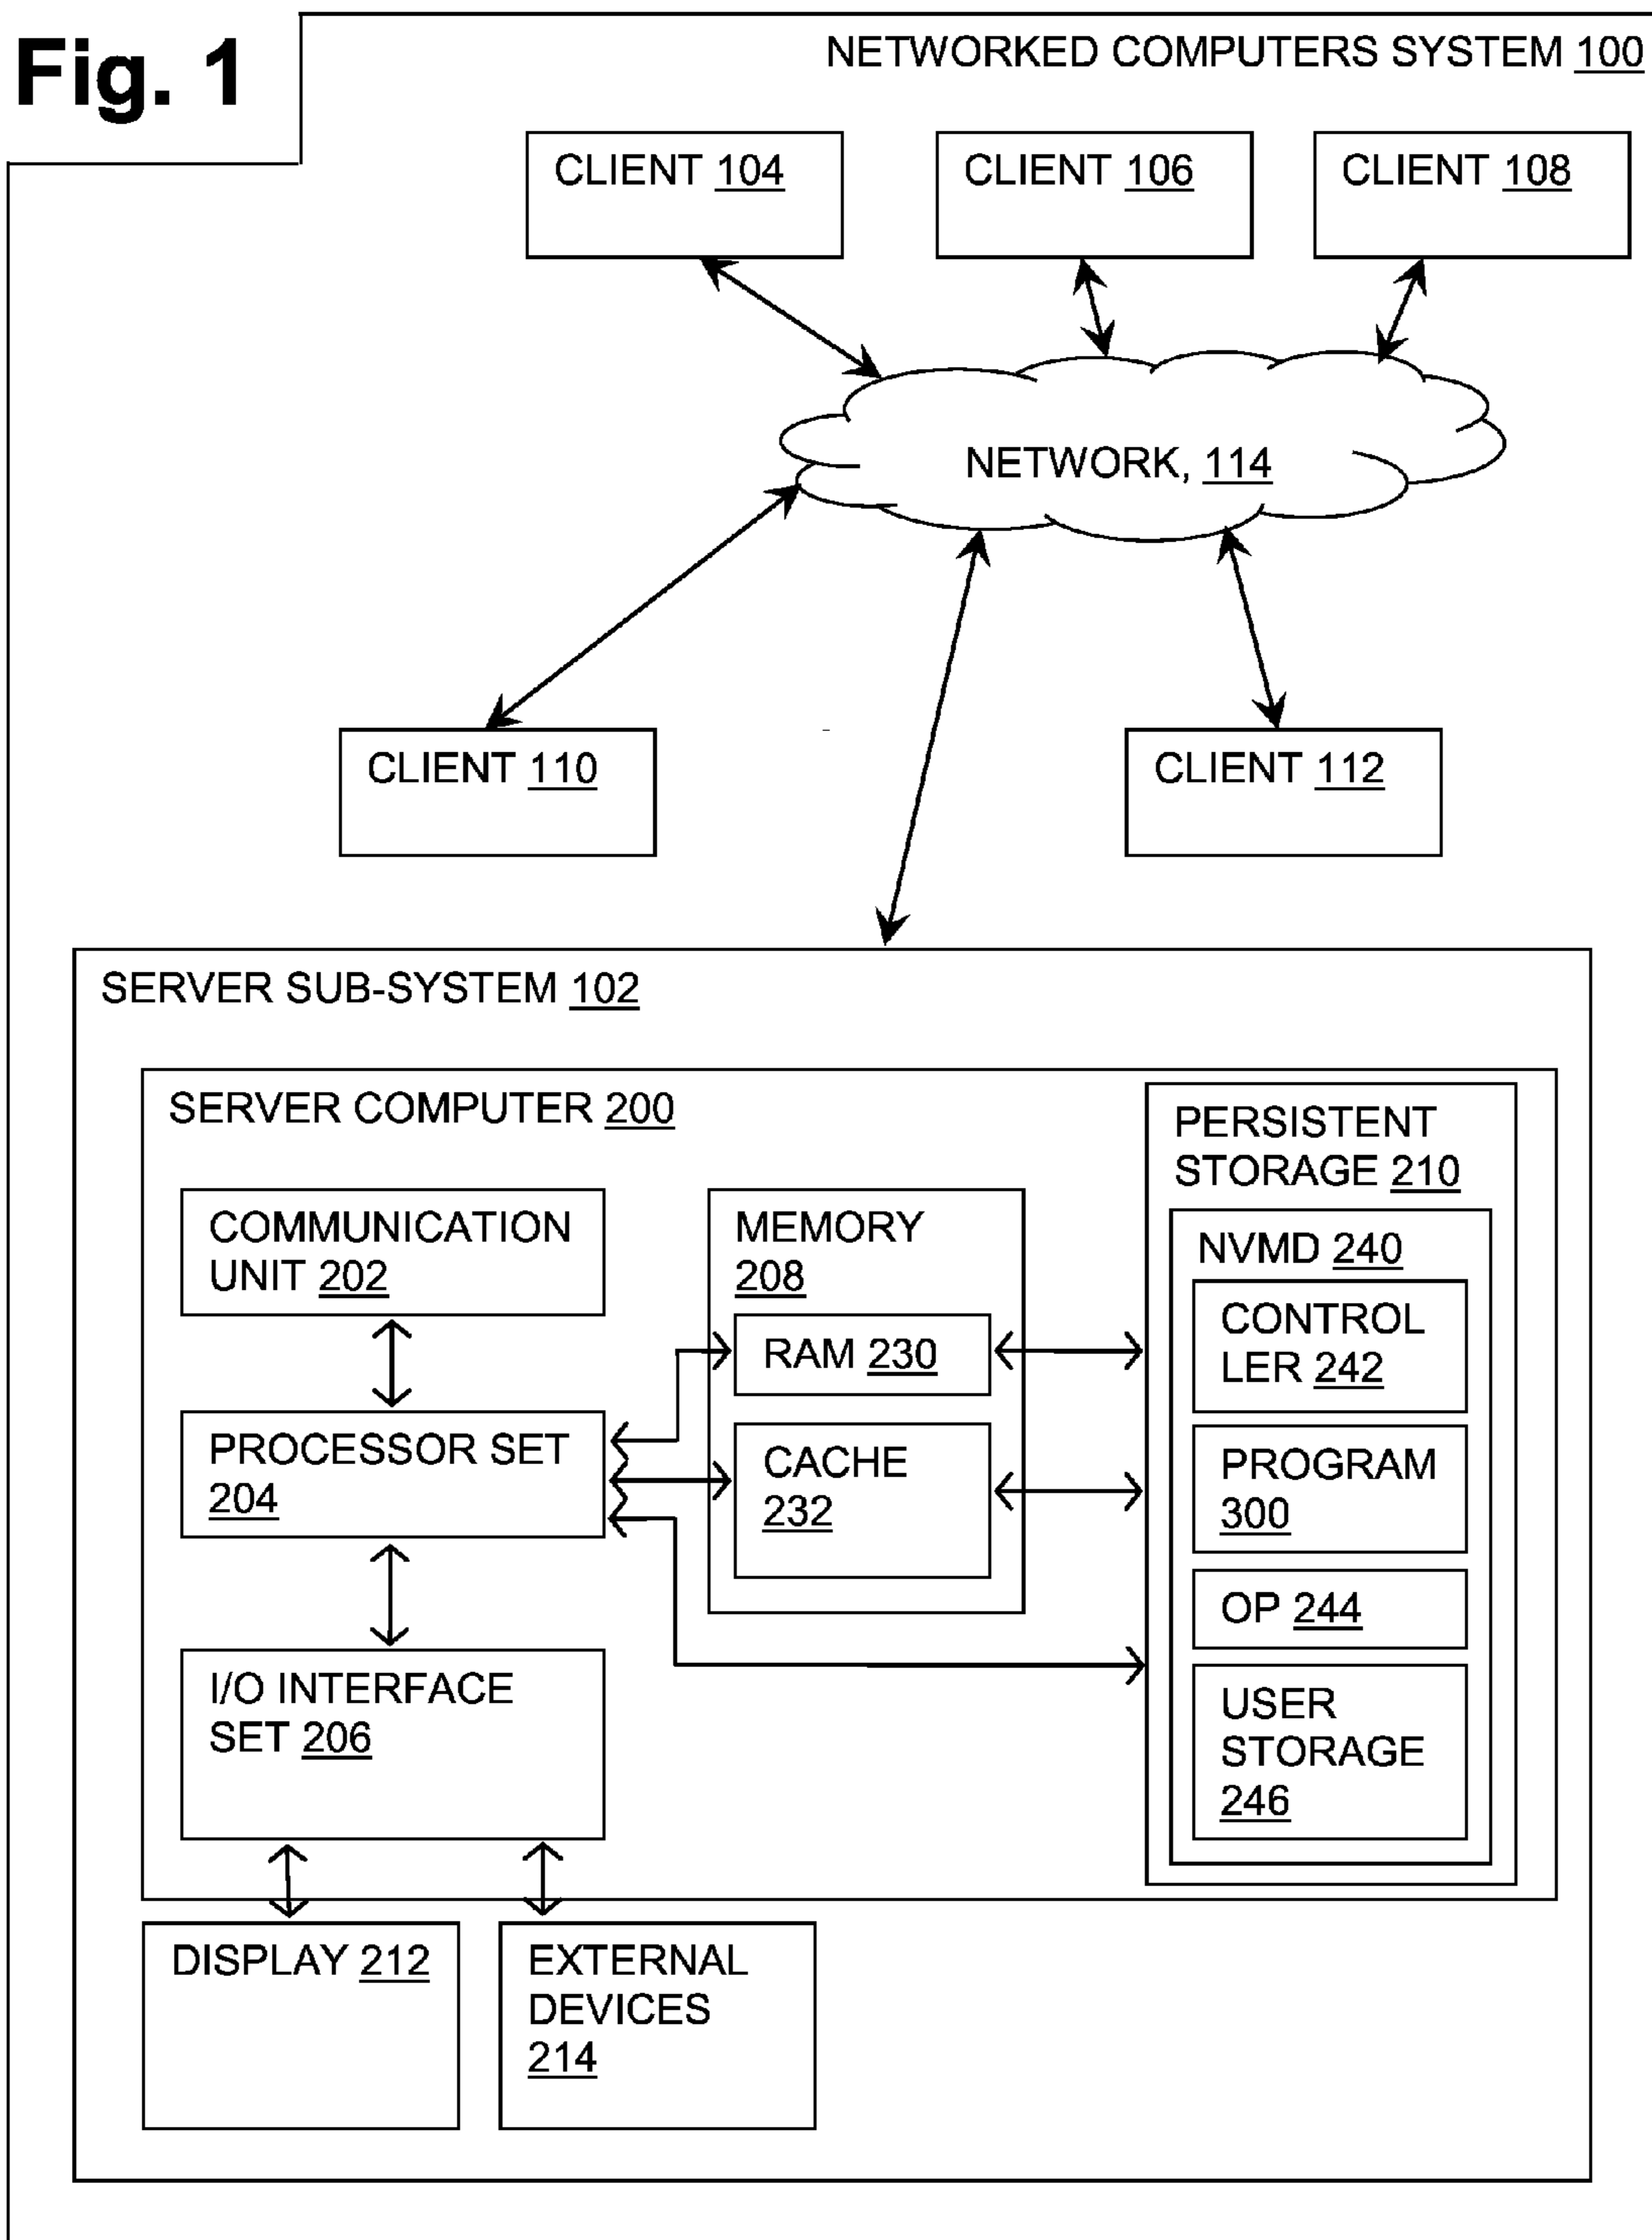 Fig. 1
NETWORKED COMPUTERS SYSTEM 100
CLIENT 104
CLIENT 106
CLIENT 108
NETWORK, 114
CLIENT 110
CLIENT 112
SERVER SUB-SYSTEM 102
SERVER COMPUTER 200
COMMUNICATION
UNIT 202
PROCESSOR SET
204
I/O INTERFACE
SET 206
MEMORY
208
RAM 230
CACHE
232
PERSISTENT
STORAGE 210
NVMD 240
CONTROL
LER 242
PROGRAM
300
OP 244
USER
STORAGE
246
DISPLAY 212
EXTERNAL
DEVICES
214